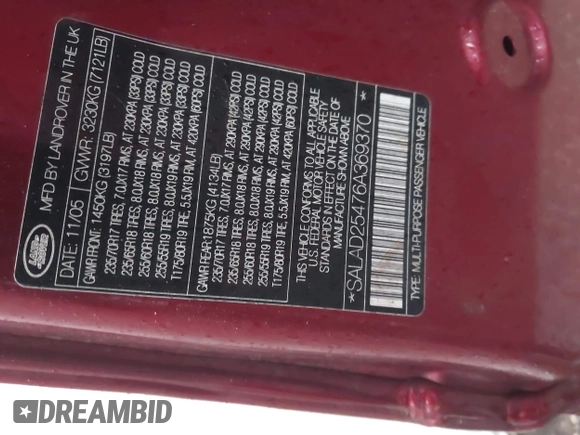 MFD BY LANDROVER IN THE UK
DATE: 11/05 GVWR: 3230KG (7121LB)
GAWR FRONT: 1450KG (3197LB)
235/70R17 TIRES, 7.0JX17 RIMS, AT 230KPA (33PSI) COLD
235/65R18 TIRES, 8.0JX18 RIMS, AT 230KPA (33PSI) COLD
255/60R18 TIRES, 8.0JX18 RIMS, AT 230KPA (33PSI) COLD
255/55R19 TIRES, 8.0JX19 RIMS, AT 230KPA (33PSI) COLD
T175/80R19 TIRE, 5.5JX19 RIM, AT 420KPA (60PSI) COLD
GAWR REAR: 1875KG (4134LB)
235/70R17 TIRES, 7.0JX17 RIMS, AT 290KPA (42PSI) COLD
235/65R18 TIRES, 8.0JX18 RIMS, AT 290KPA (42PSI) COLD
255/60R18 TIRES, 8.0JX18 RIMS, AT 290KPA (42PSI) COLD
255/55R19 TIRES, 8.0JX19 RIMS, AT 290KPA (42PSI) COLD
T175/80R19 TIRE, 5.5JX19 RIM, AT 420KPA (60PSI) COLD
THIS VEHICLE CONFORMS TO ALL APPLICABLE
U.S. FEDERAL MOTOR VEHICLE SAFETY
STANDARDS IN EFFECT ON THE DATE OF
MANUFACTURE SHOWN ABOVE.
*SALAD25476A369370*
TYPE: MULTI-PURPOSE PASSENGER VEHICLE
LAND ROVER
DREAMBID